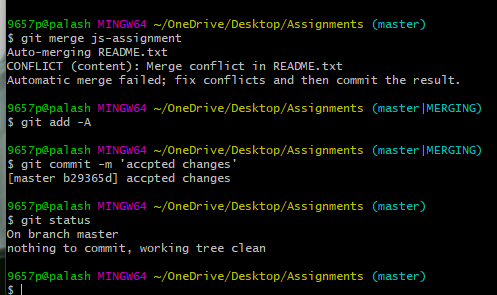 9657p@palash MINGW64 ~/OneDrive/Desktop/Assignments (master)
$ git merge js-assignment
Auto-merging README.txt
CONFLICT (content): Merge conflict in README.txt
Automatic merge failed; fix conflicts and then commit the result.
9657p@palash MINGW64 ~/OneDrive/Desktop/Assignments (master|MERGING)
$ git add -A
9657p@palash MINGW64 ~/OneDrive/Desktop/Assignments (master|MERGING)
$ git commit -m 'accpted changes'
[master b29365d] accpted changes
9657p@palash MINGW64 ~/OneDrive/Desktop/Assignments (master)
$ git status
On branch master
nothing to commit, working tree clean
9657p@palash MINGW64 ~/OneDrive/Desktop/Assignments (master)
$